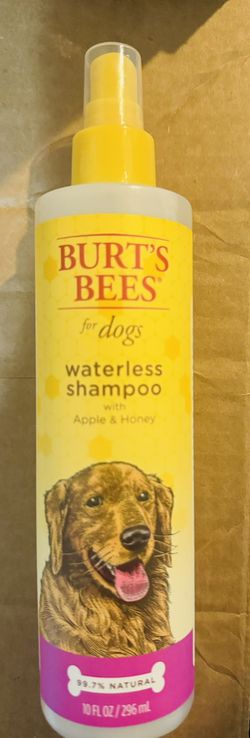 BURT'S
BEES®
for dogs
waterless
shampoo
with
Apple & Honey
99.7% NATURAL
10 FL OZ / 296 mL